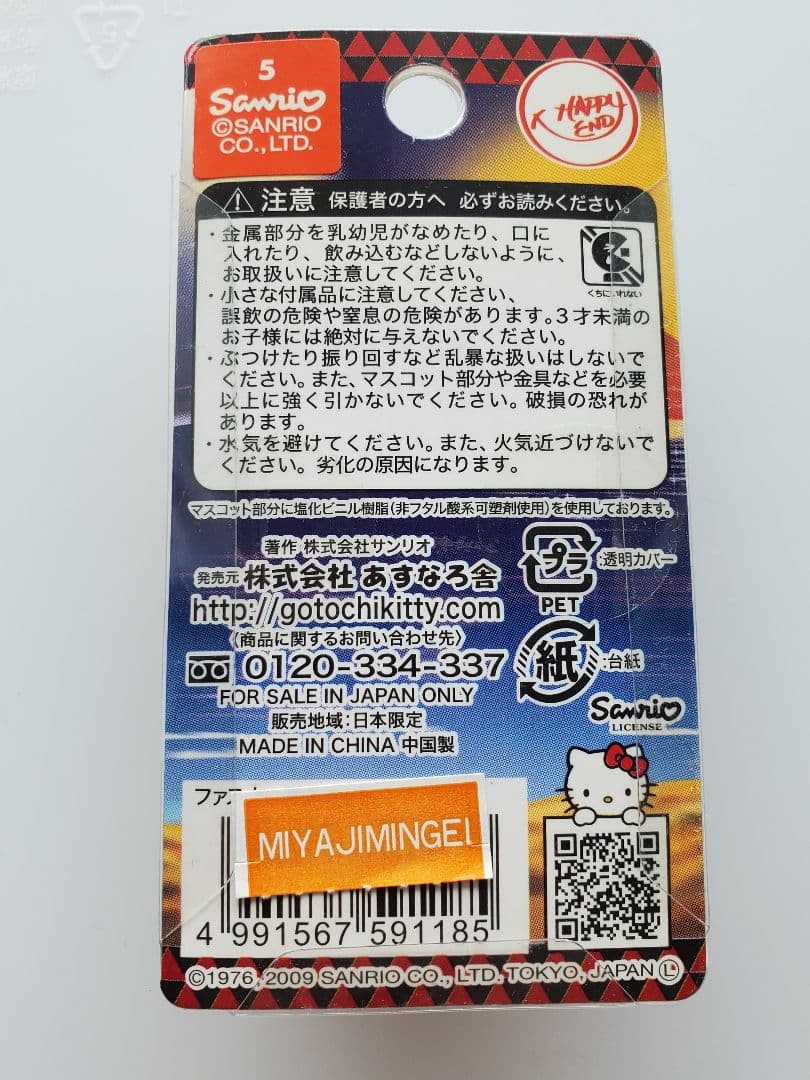 5
Sanrio
©SANRIO
CO.,LTD.
K HAPPY
END
注意 保護者の方へ 必ずお読みください。
・金属部分を乳幼児がなめたり、口に
入れたり、飲み込むなどしないように、
お取扱いに注意してください。
くちにいれない
・小さな付属品に注意してください、
誤飲の危険や窒息の危険があります。3才未満の
お子様には絶対に与えないでください。
・ぶつけたり振り回すなど乱暴な扱いはしないで
ください。また、マスコット部分や金具などを必要
以上に強く引かないでください。破損の恐れが
あります。
・水気を避けてください。また、火気近づけないで
ください。劣化の原因になります。
マスコット部分に塩化ビニル樹脂(非フタル酸系可塑剤使用)を使用しております。
著作 株式会社サンリオ
発売元 株式会社 あすなろ舎
http://gotochikitty.com
〈商品に関するお問い合わせ先〉
0120-334-337
FOR SALE IN JAPAN ONLY
販売地域:日本限定
MADE IN CHINA 中国製
プラ :透明カバー
PET
紙 :台紙
Sanrio
LICENSE
ファス
MIYAJIMINGEI
4 991567 591185
©1976, 2009 SANRIO CO., LTD. TOKYO, JAPAN Ⓛ